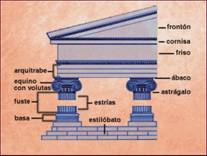 frontón
cornisa
friso
arquitrabe
ábaco
equino
con volutas
astrágalo
fuste
estrías
basa
estilóbato